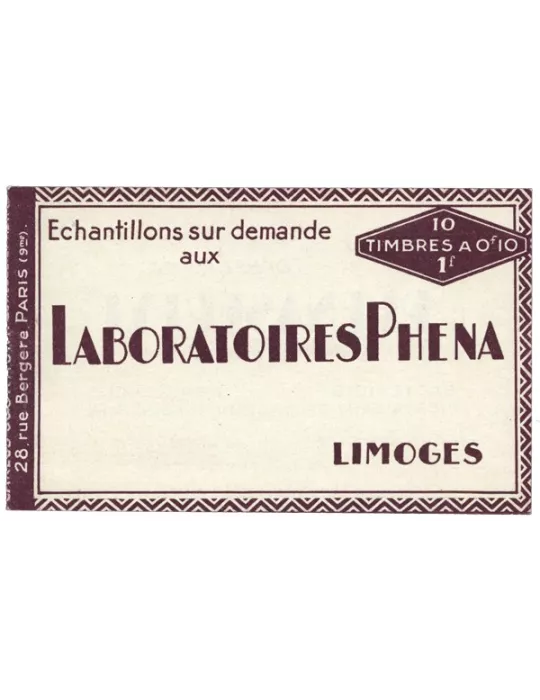 Echantillons sur demande
aux
LABORATOIRES PHENA
LIMOGES
10
TIMBRES A 0f10
1f
28, rue Bergère, PARIS (9me).